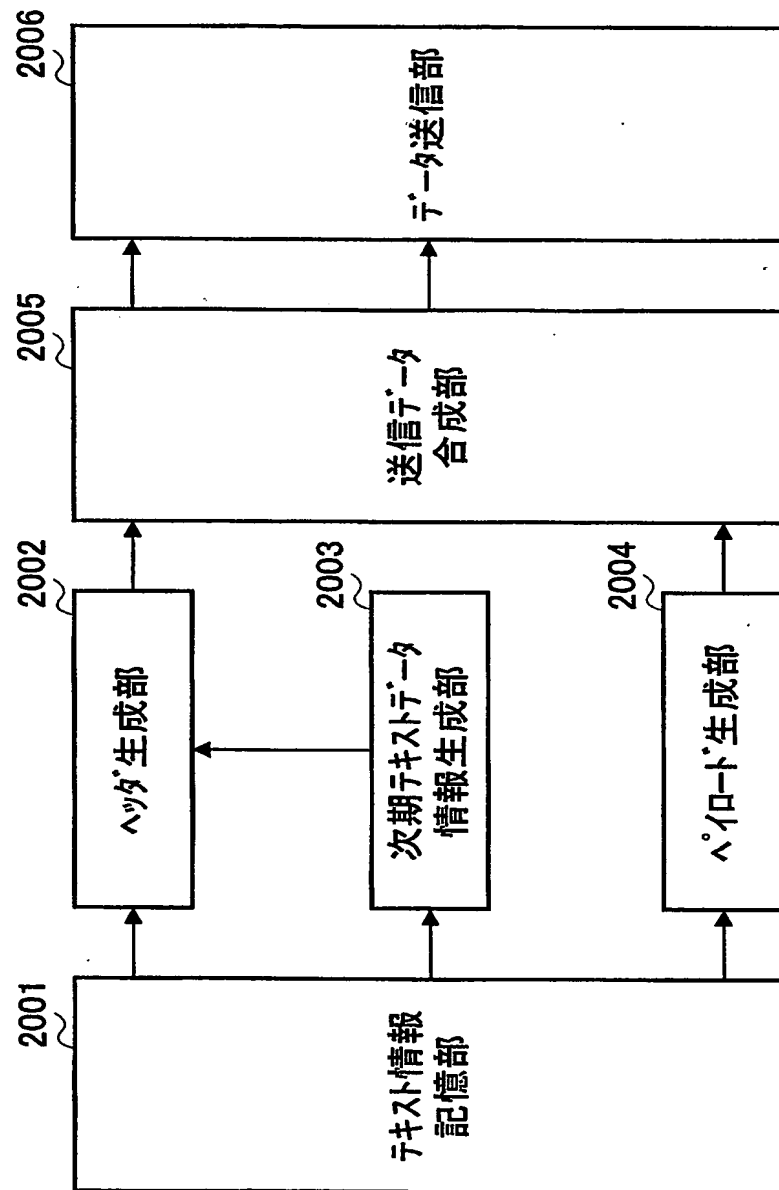 2001
テキスト情報
記憶部
2002
ヘッダ生成部
2003
次期テキストデータ
情報生成部
2004
ペイロード生成部
2005
送信データ
合成部
2006
データ送信部